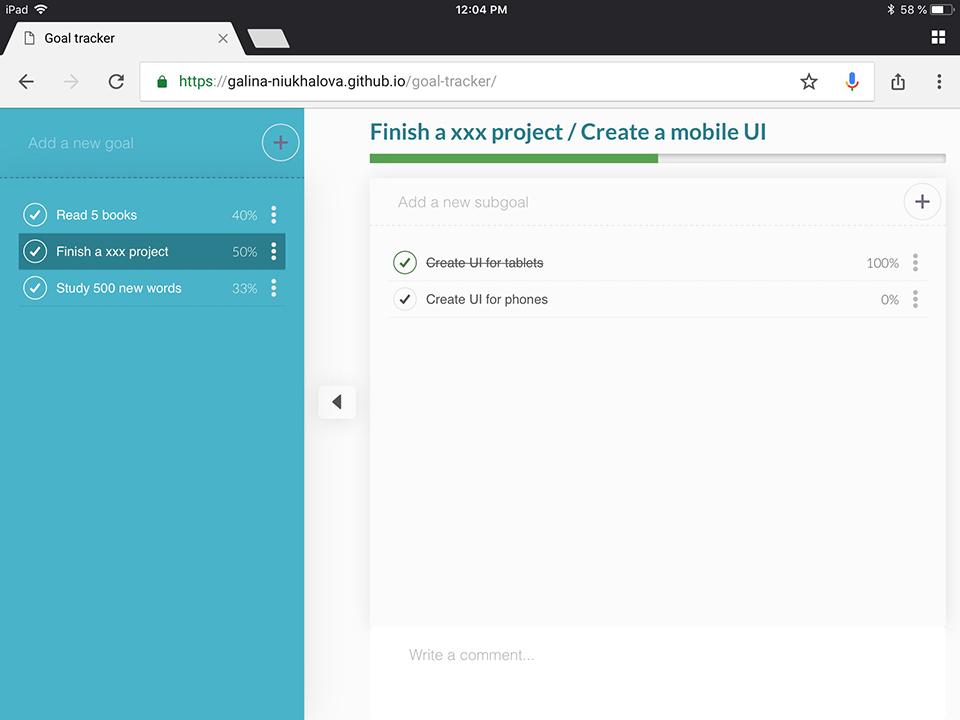 iPad 12:04 PM 58 %
Goal tracker
https://galina-niukhalova.github.io/goal-tracker/
Add a new goal
Read 5 books 40%
Finish a xxx project 50%
Study 500 new words 33%
Finish a xxx project / Create a mobile UI
Add a new subgoal
Create UI for tablets 100%
Create UI for phones 0%
Write a comment...